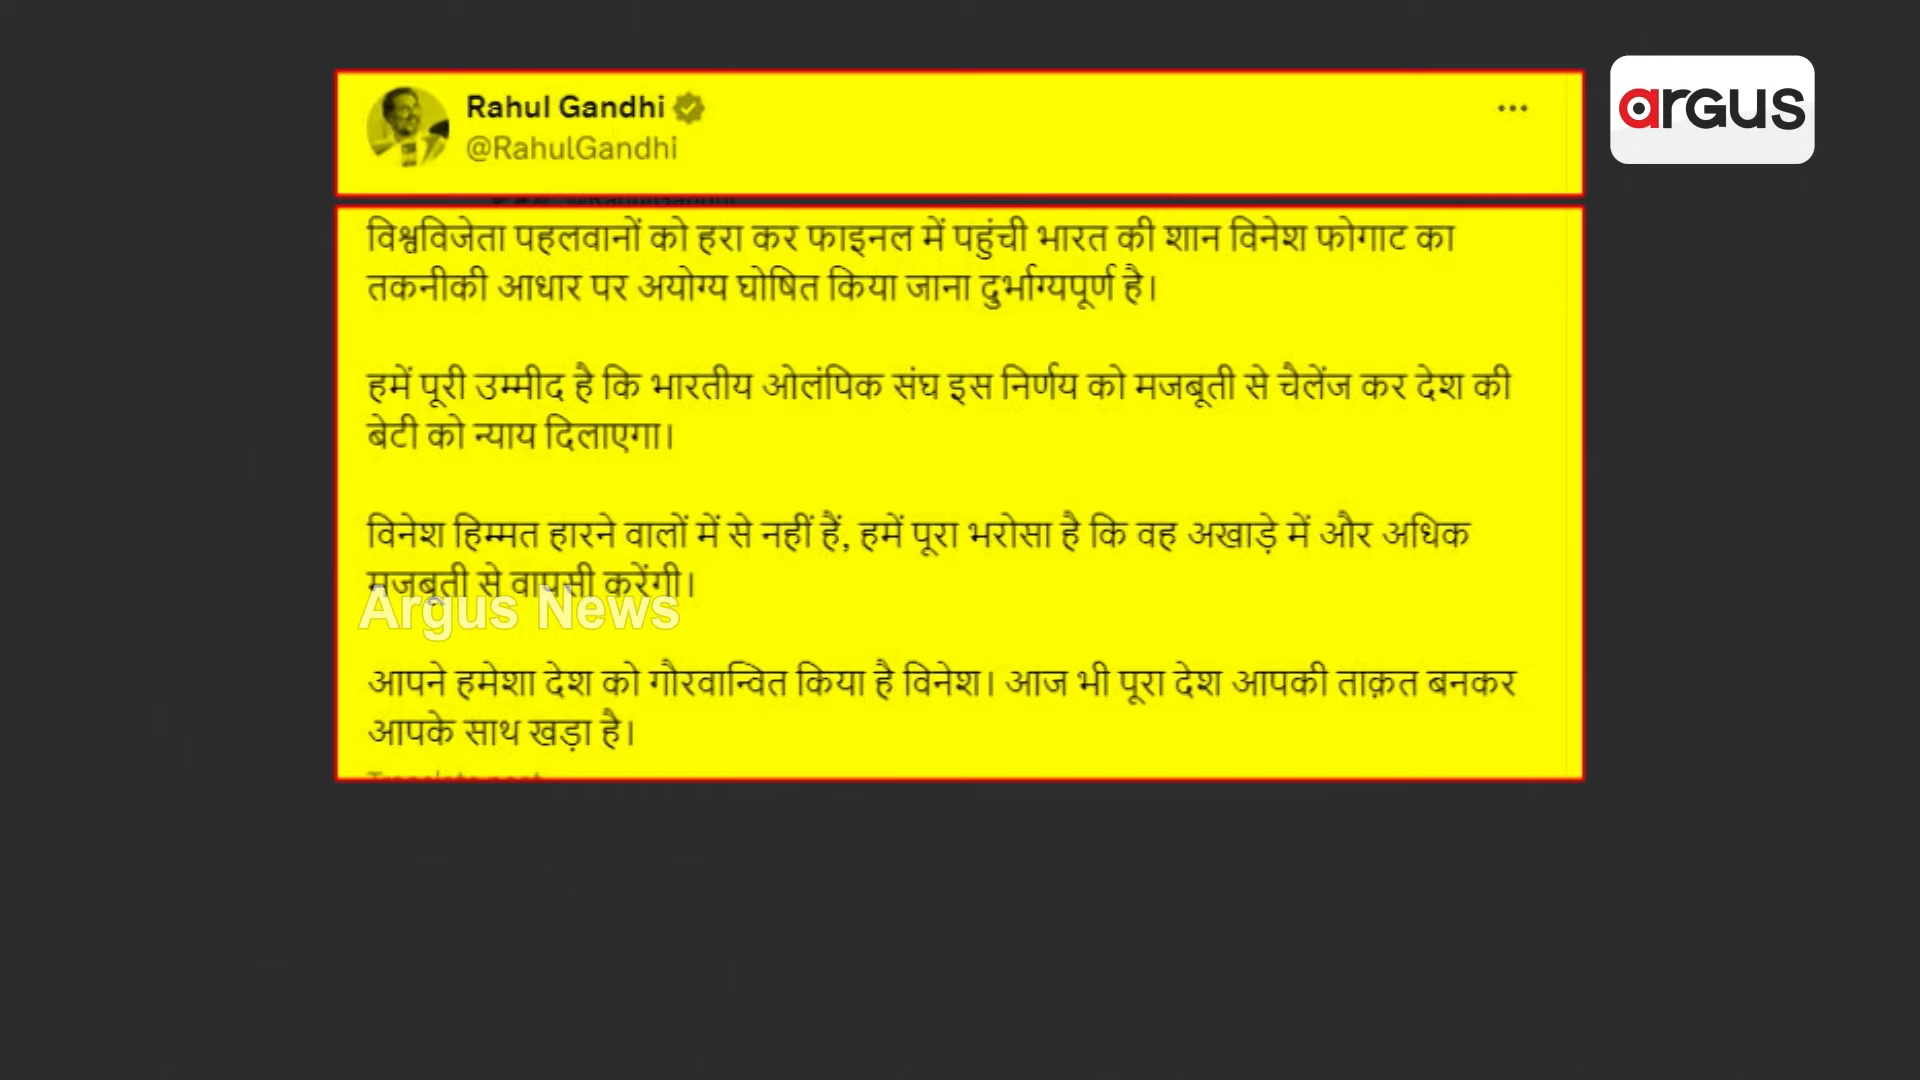 Rahul Gandhi
@RahulGandhi
argus
विश्वविजेता पहलवानों को हरा कर फाइनल में पहुंची भारत की शान विनेश फोगाट का
तकनीकी आधार पर अयोग्य घोषित किया जाना दुर्भाग्यपूर्ण है।
हमें पूरी उम्मीद है कि भारतीय ओलंपिक संघ इस निर्णय को मजबूती से चैलेंज कर देश की
बेटी को न्याय दिलाएगा।
विनेश हिम्मत हारने वालों में से नहीं हैं, हमें पूरा भरोसा है कि वह अखाड़े में और अधिक
मजबूती से वापसी करेंगी।
Argus News
आपने हमेशा देश को गौरवान्वित किया है विनेश। आज भी पूरा देश आपकी ताक़त बनकर
आपके साथ खड़ा है।